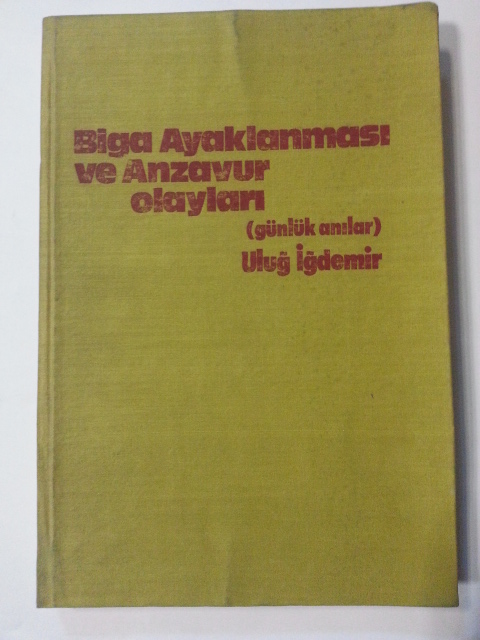 Biga Ayaklanması
ve Anzavur
olayları
(günlük anılar)
Uluğ İğdemir